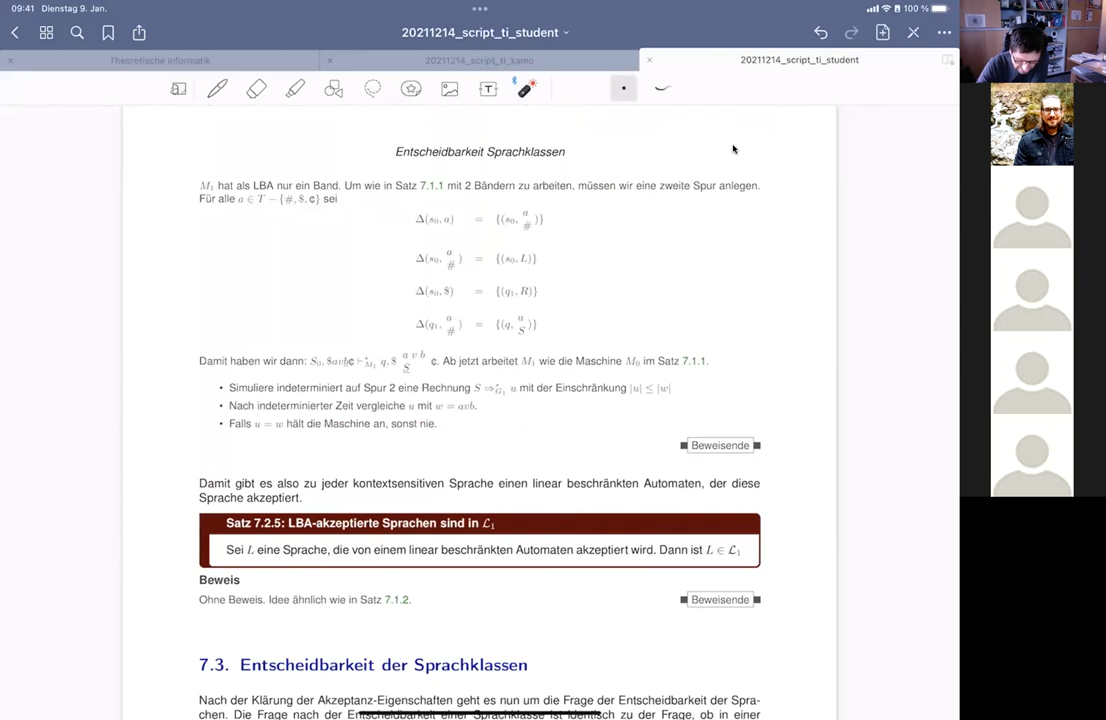 09:41 Dienstag 9. Jan.
100 %
20211214_script_ti_student
Theoretische Informatik
20211214_script_ti_kamo
20211214_script_ti_student
Entscheidbarkeit Sprachklassen
M₁ hat als LBA nur ein Band. Um wie in Satz 7.1.1 mit 2 Bändern zu arbeiten, müssen wir eine zweite Spur anlegen.
Für alle a ∈ T − {#, $, ¢} sei
Δ(s₀, a) = {(s₀, a/#)}
Δ(s₀, a/#) = {(s₀, L)}
Δ(s₀, $) = {(q₁, R)}
Δ(q₁, a/#) = {(q, a/S)}
Damit haben wir dann: S₀, $avb¢ ⊢*M₁ q, $ a v b/S ¢. Ab jetzt arbeitet M₁ wie die Maschine M₀ im Satz 7.1.1.
• Simuliere indeterminiert auf Spur 2 eine Rechnung S ⇒*G₁ u mit der Einschränkung |u| ≤ |w|
• Nach indeterminierter Zeit vergleiche u mit w = avb.
• Falls u = w hält die Maschine an, sonst nie.
Beweisende
Damit gibt es also zu jeder kontextsensitiven Sprache einen linear beschränkten Automaten, der diese
Sprache akzeptiert.
Satz 7.2.5: LBA-akzeptierte Sprachen sind in ℒ₁
Sei L eine Sprache, die von einem linear beschränkten Automaten akzeptiert wird. Dann ist L ∈ ℒ₁
Beweis
Ohne Beweis. Idee ähnlich wie in Satz 7.1.2.
Beweisende
7.3. Entscheidbarkeit der Sprachklassen
Nach der Klärung der Akzeptanz-Eigenschaften geht es nun um die Frage der Entscheidbarkeit der Spra-
chen. Die Frage nach der Entscheidbarkeit einer Sprachklasse ist identisch zu der Frage, ob in einer